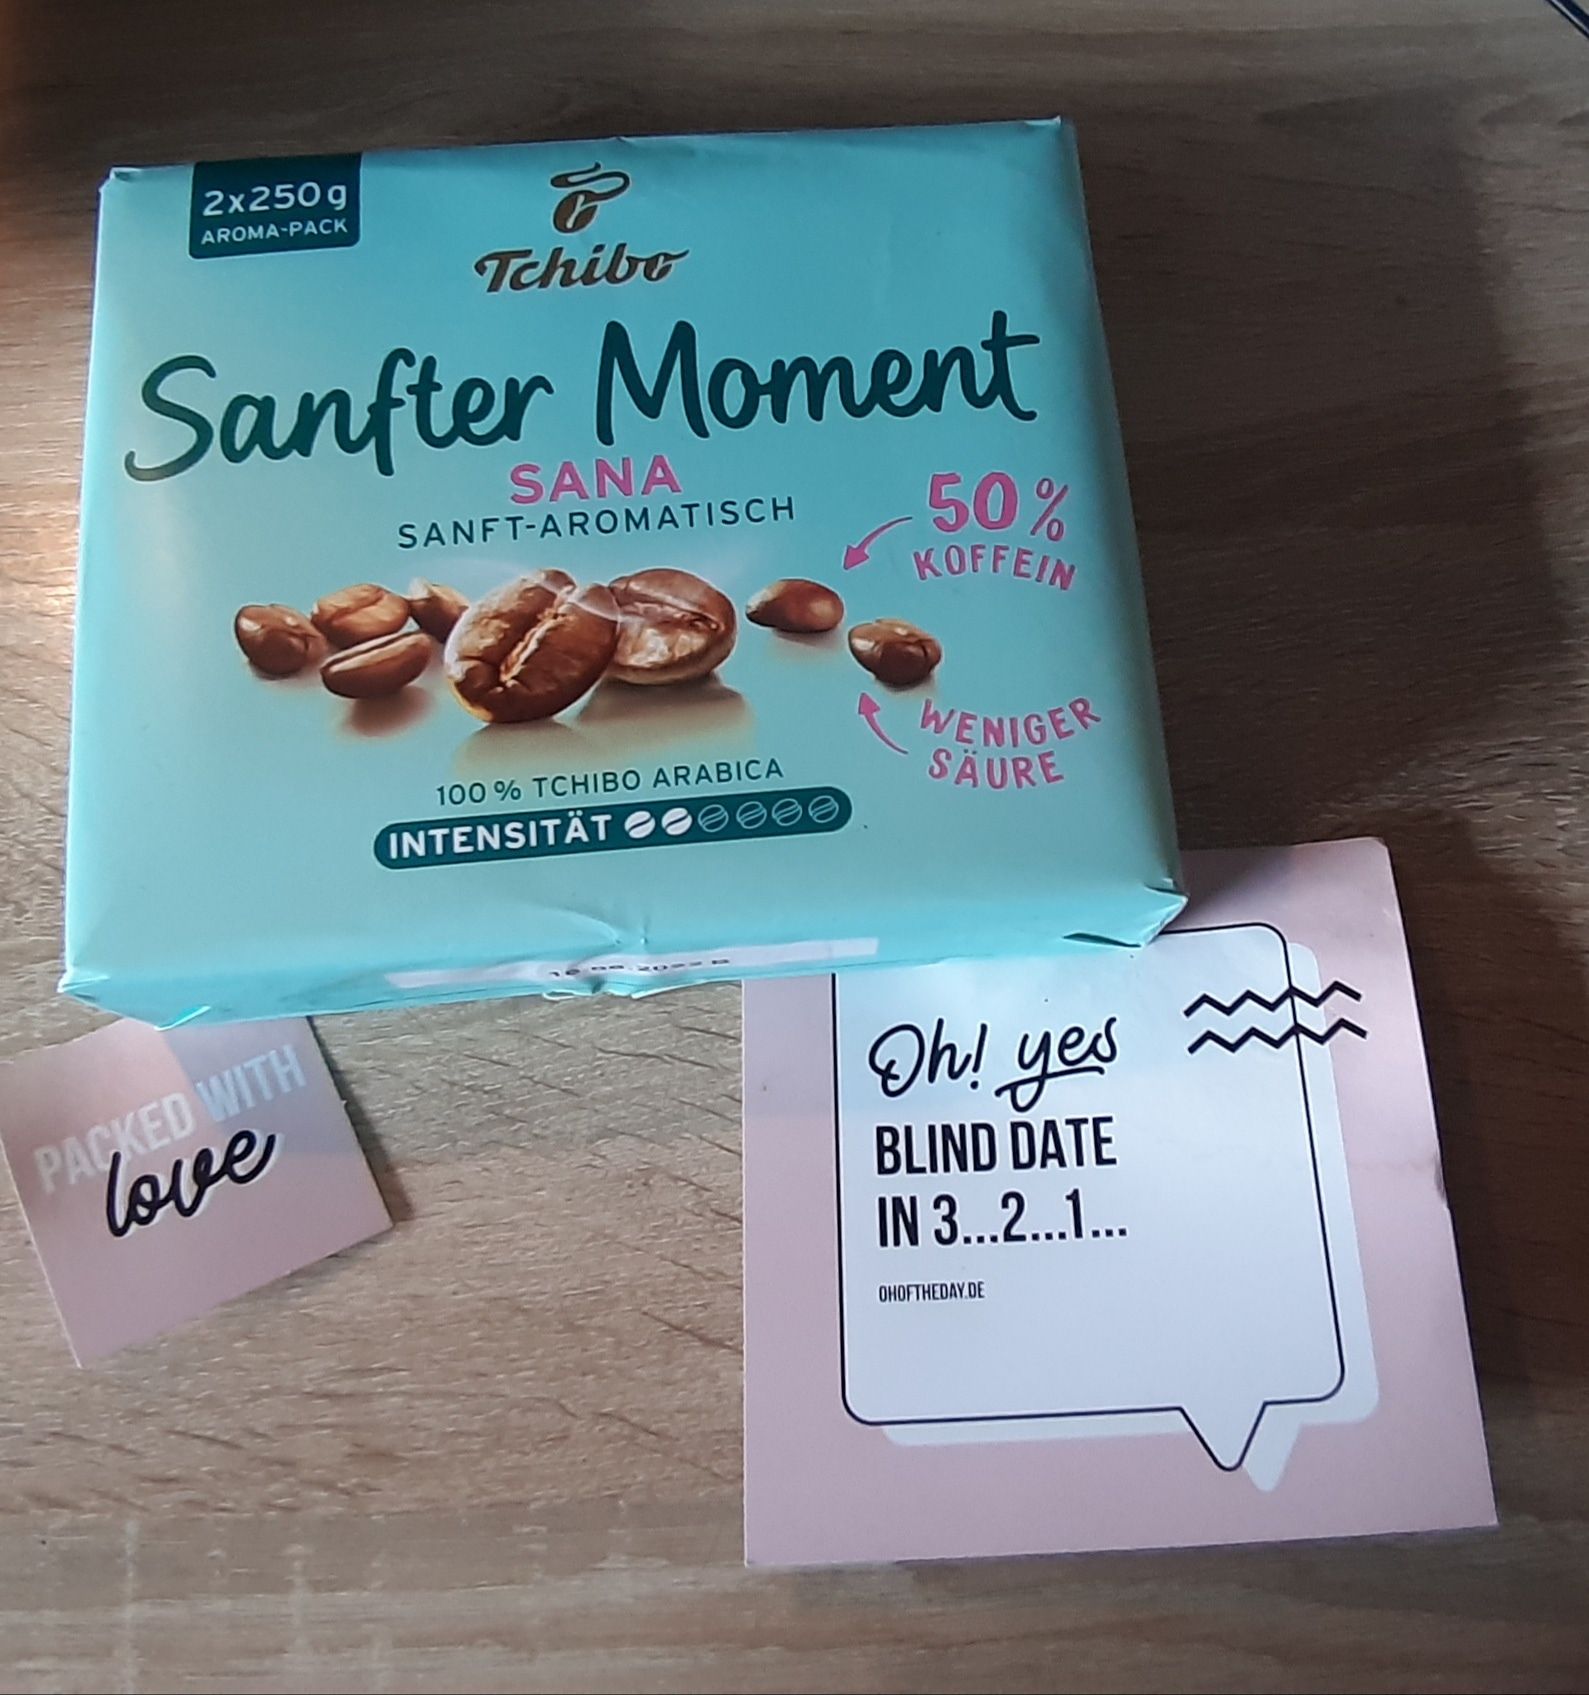 2x250g
AROMA-PACK
Tchibo
Sanfter Moment
SANA
SANFT-AROMATISCH
50%
KOFFEIN
WENIGER
SÄURE
100% TCHIBO ARABICA
INTENSITÄT
PACKED WITH
love
Oh! yes
BLIND DATE
IN 3...2...1...
OHOFTHEDAY.DE